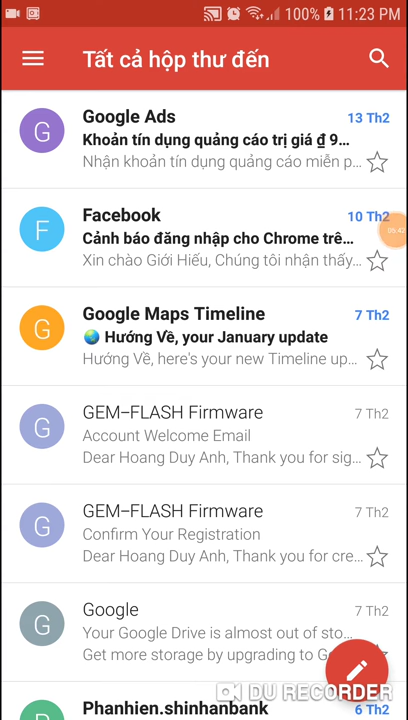 100% 11:23 PM
Tất cả hộp thư đến
G
Google Ads
13 Th2
Khoản tín dụng quảng cáo trị giá ₫ 9...
Nhận khoản tín dụng quảng cáo miễn p...
F
Facebook
10 Th2
Cảnh báo đăng nhập cho Chrome trê...
Xin chào Giới Hiếu, Chúng tôi nhận thấy...
G
Google Maps Timeline
7 Th2
🌏 Hướng Về, your January update
Hướng Về, here's your new Timeline up...
G
GEM-FLASH Firmware
7 Th2
Account Welcome Email
Dear Hoang Duy Anh, Thank you for sig...
G
GEM-FLASH Firmware
7 Th2
Confirm Your Registration
Dear Hoang Duy Anh, Thank you for cre...
G
Google
7 Th2
Your Google Drive is almost out of sto...
Get more storage by upgrading to
DU RECORDER
Phanhien.shinhanbank
6 Th2